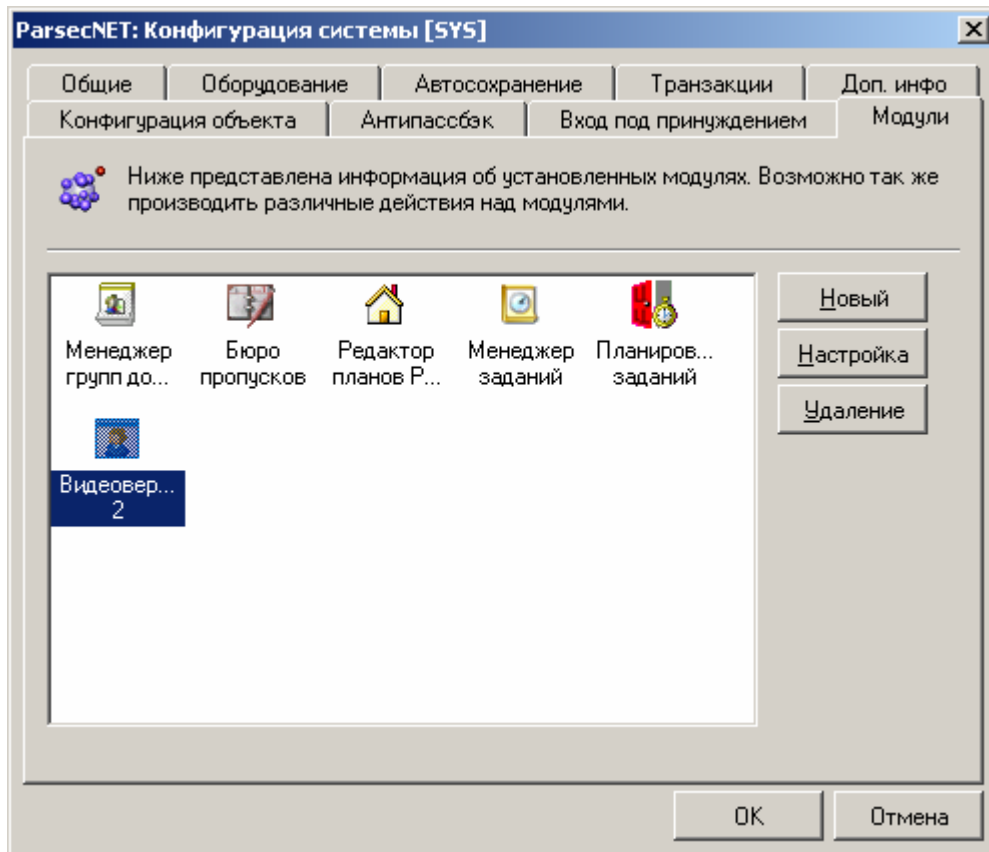 ParsecNET: Конфигурация системы [SYS]
Общие Оборудование Автосохранение Транзакции Доп. инфо
Конфигурация объекта Антипассбэк Вход под принуждением Модули
Ниже представлена информация об установленных модулях. Возможно так же
производить различные действия над модулями.
Менеджер
групп до...
Бюро
пропусков
Редактор
планов P...
Менеджер
заданий
Планиров...
заданий
Видеовер...
2
Новый
Настройка
Удаление
OK
Отмена